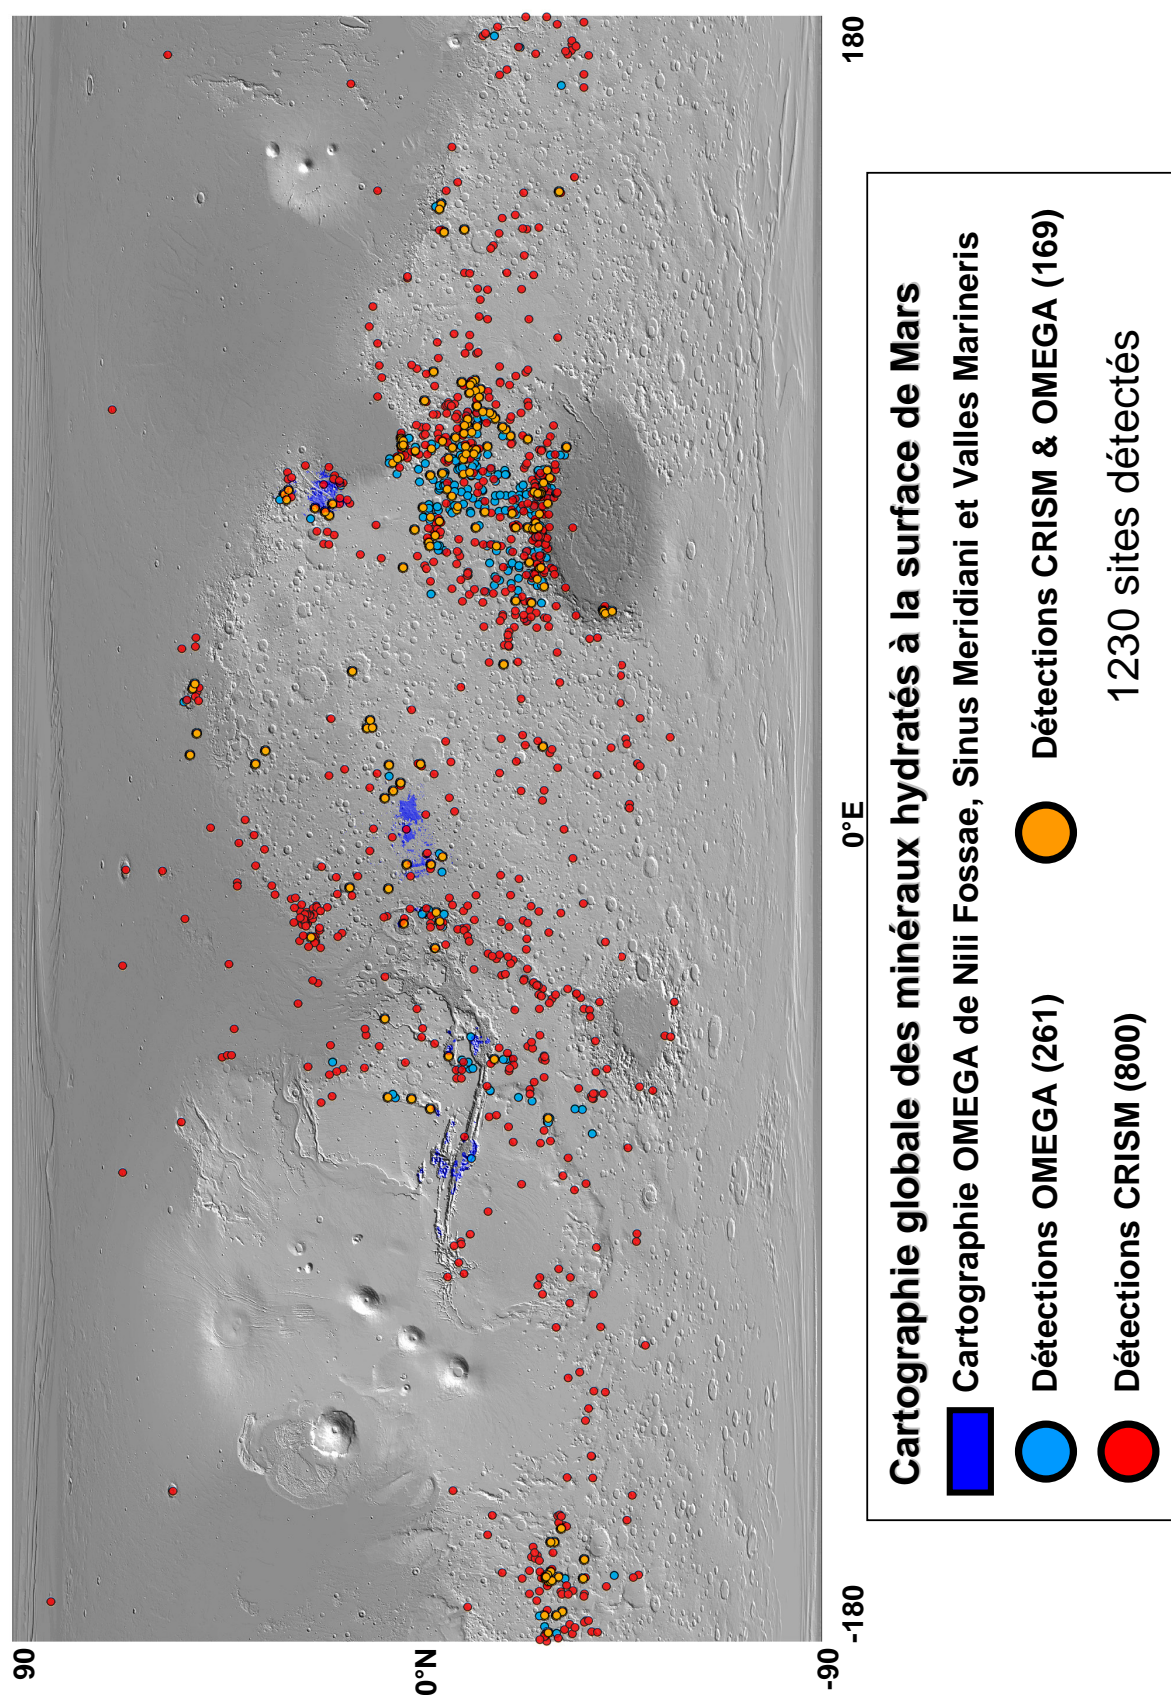 90
0°N
-90
-180
0°E
180
Cartographie globale des minéraux hydratés à la surface de Mars
Cartographie OMEGA de Nili Fossae, Sinus Meridiani et Valles Marineris
Détections OMEGA (261)
Détections CRISM & OMEGA (169)
Détections CRISM (800)
1230 sites détectés